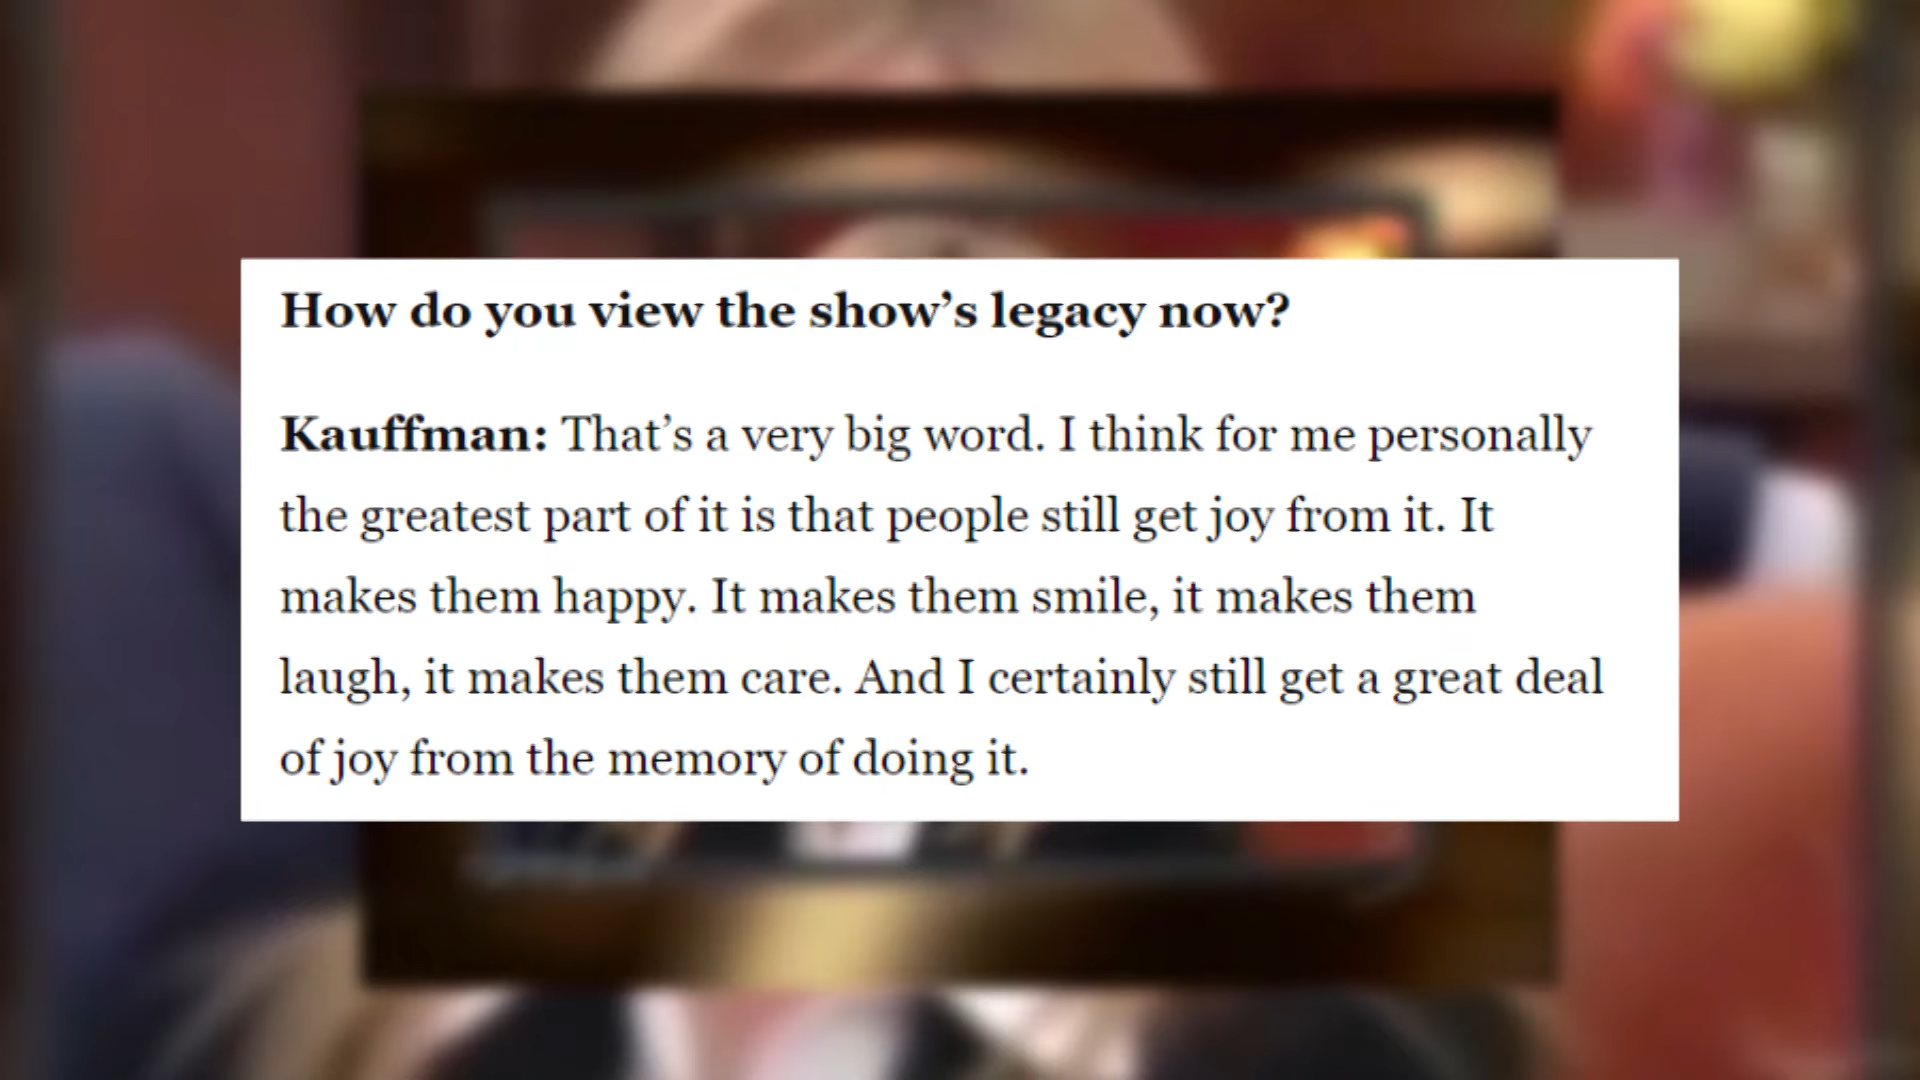 How do you view the show’s legacy now?
Kauffman: That’s a very big word. I think for me personally
the greatest part of it is that people still get joy from it. It
makes them happy. It makes them smile, it makes them
laugh, it makes them care. And I certainly still get a great deal
of joy from the memory of doing it.